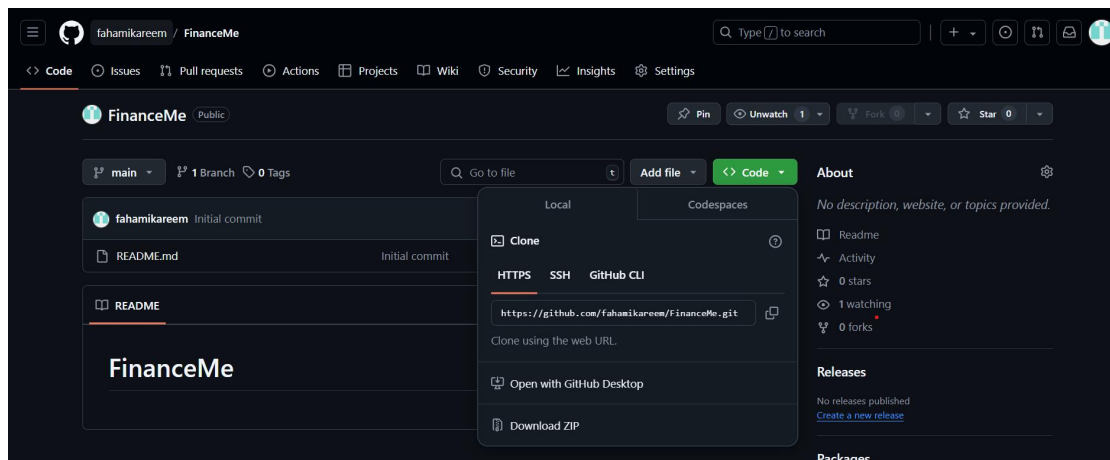 fahamikareem / FinanceMe
Type / to search
<> Code Issues Pull requests Actions Projects Wiki Security Insights Settings
FinanceMe Public
Pin Unwatch 1 Fork 0 Star 0
main 1 Branch 0 Tags
Go to file t Add file <> Code
fahamikareem Initial commit
README.md Initial commit
README
FinanceMe
Local Codespaces
Clone
HTTPS SSH GitHub CLI
https://github.com/fahamikareem/FinanceMe.git
Clone using the web URL.
Open with GitHub Desktop
Download ZIP
About
No description, website, or topics provided.
Readme
Activity
0 stars
1 watching
0 forks
Releases
No releases published
Create a new release
Packages